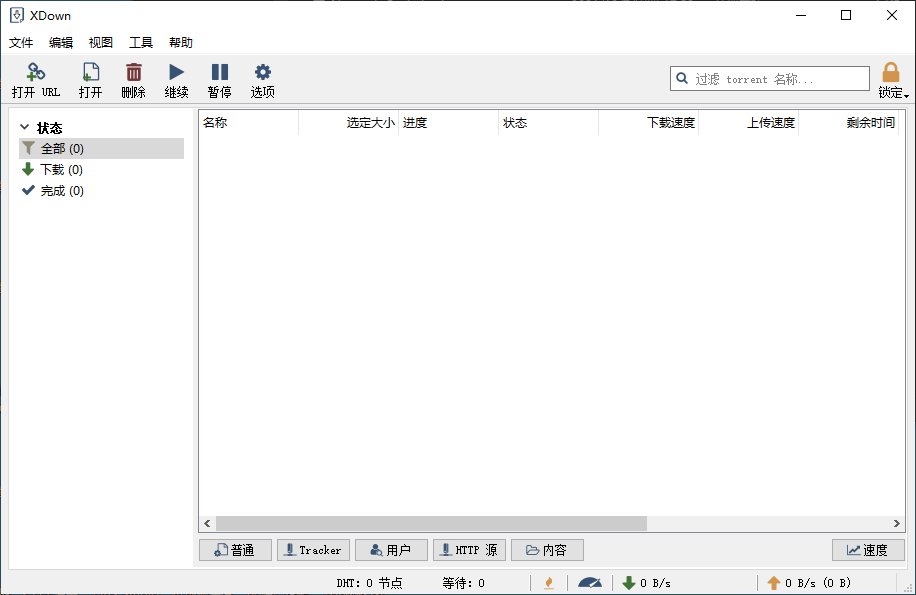 XDown
文件 编辑 视图 工具 帮助
打开 URL 打开 删除 继续 暂停 选项 过滤 torrent 名称... 锁定
状态
全部 (0)
下载 (0)
完成 (0)
名称 选定大小 进度 状态 下载速度 上传速度 剩余时间
普通 Tracker 用户 HTTP 源 内容 速度
DHT: 0 节点 等待: 0 0 B/s 0 B/s (0 B)